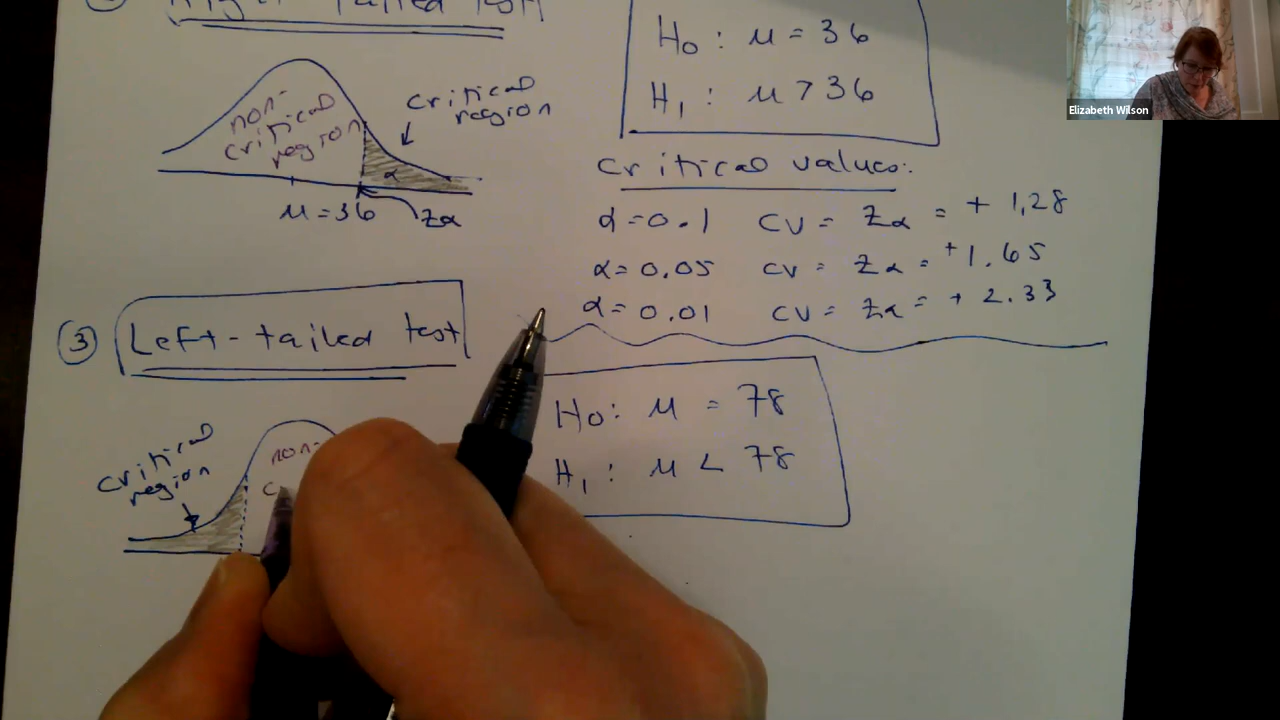 Right tailed test
H₀ : μ = 36
H₁ : μ > 36
Elizabeth Wilson
non-
critical
region
critical
region
α
μ = 36
Zα
critical values:
α = 0.1 CV = Zα = + 1.28
α = 0.05 CV = Zα = +1.65
α = 0.01 CV = Zα = + 2.33
③ Left-tailed test
H₀ : μ = 78
H₁ : μ < 78
critical
region
non-
c